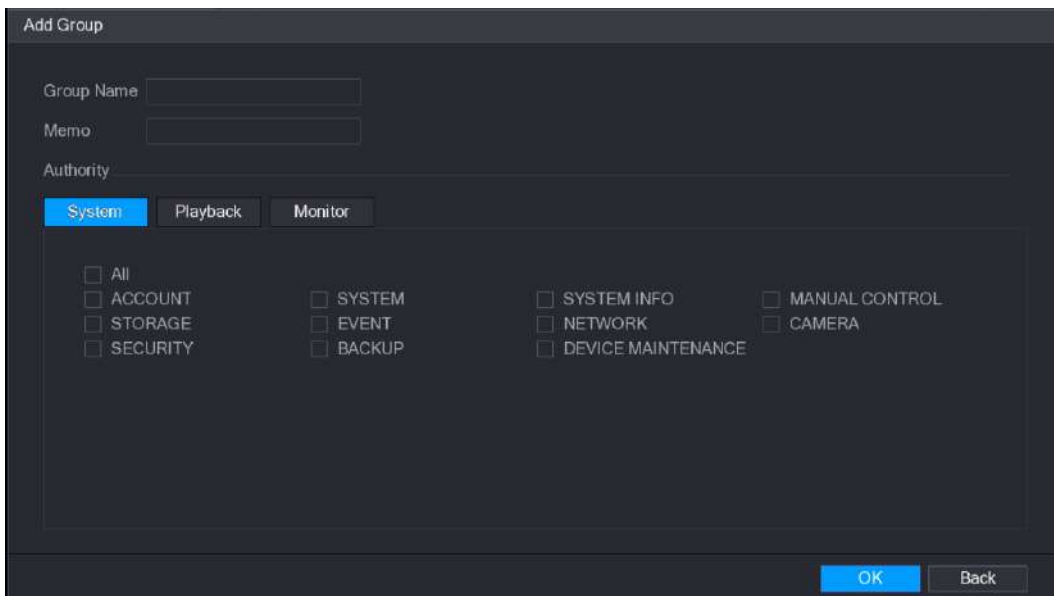 Add Group
Group Name
Memo
Authority
System Playback Monitor
All
ACCOUNT SYSTEM SYSTEM INFO MANUAL CONTROL
STORAGE EVENT NETWORK CAMERA
SECURITY BACKUP DEVICE MAINTENANCE
OK Back